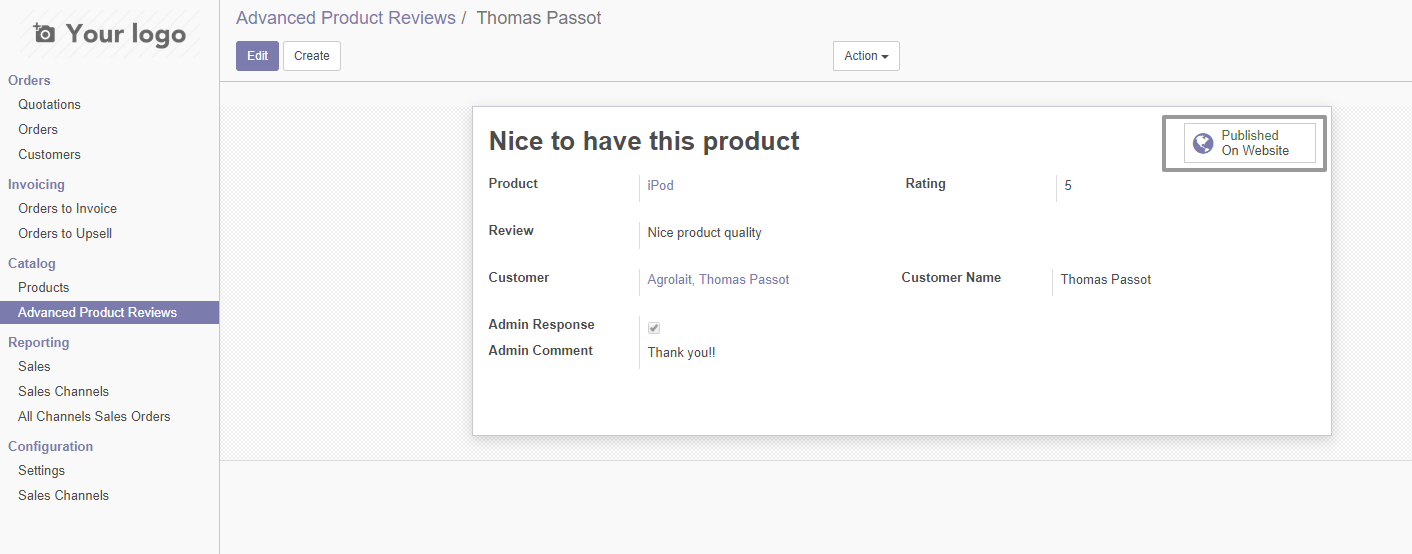 Your logo
Advanced Product Reviews / Thomas Passot
Edit
Create
Action
Orders
Quotations
Orders
Customers
Invoicing
Orders to Invoice
Orders to Upsell
Catalog
Products
Advanced Product Reviews
Reporting
Sales
Sales Channels
All Channels Sales Orders
Configuration
Settings
Sales Channels
Nice to have this product
Published
On Website
Product iPod Rating 5
Review Nice product quality
Customer Agrolait, Thomas Passot Customer Name Thomas Passot
Admin Response
Admin Comment Thank you!!